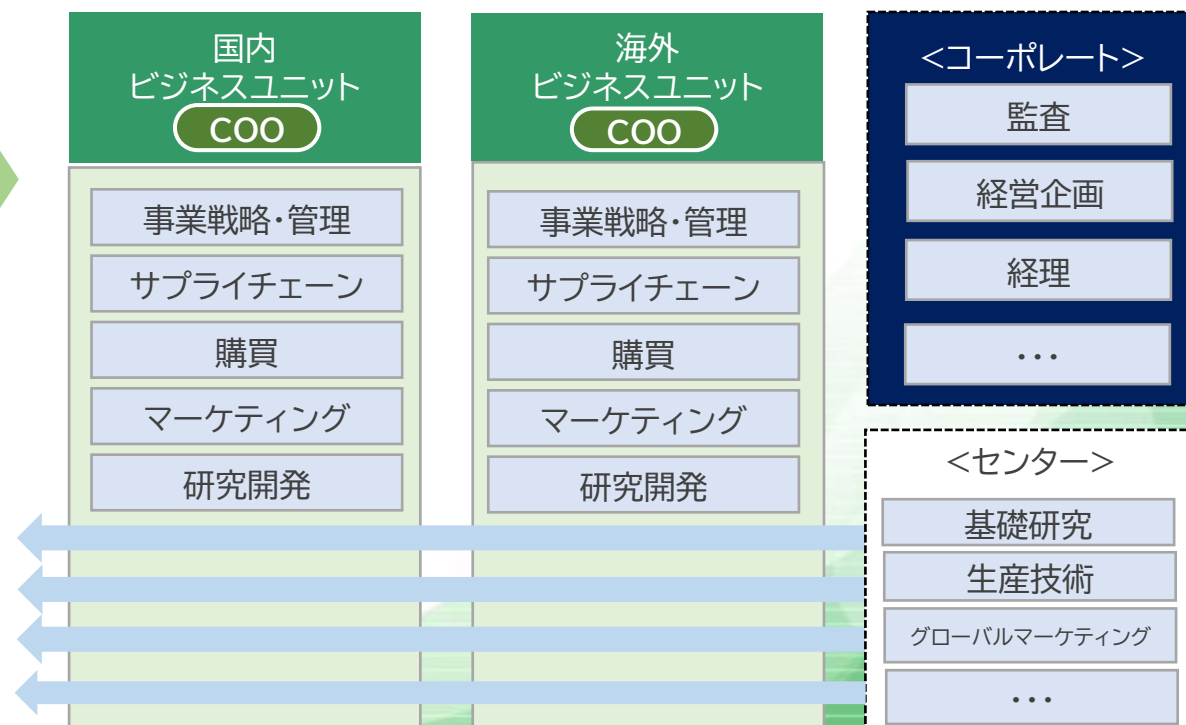 国内
ビジネスユニット
COO
事業戦略・管理
サプライチェーン
購買
マーケティング
研究開発
海外
ビジネスユニット
COO
事業戦略・管理
サプライチェーン
購買
マーケティング
研究開発
<コーポレート>
監査
経営企画
経理
・・・
<センター>
基礎研究
生産技術
グローバルマーケティング
・・・